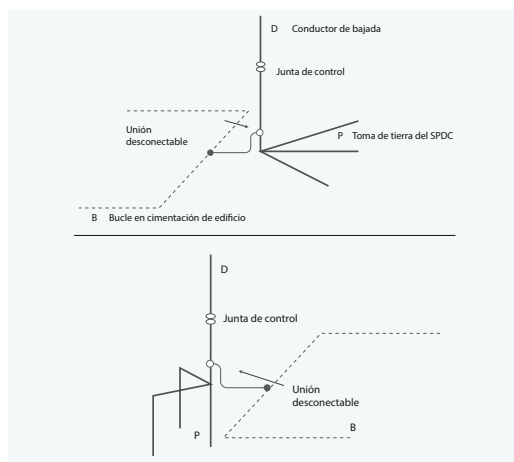 D Conductor de bajada
Junta de control
Unión
desconectable
P Toma de tierra del SPDC
B Bucle en cimentación de edificio
D
Junta de control
Unión
desconectable
B
P